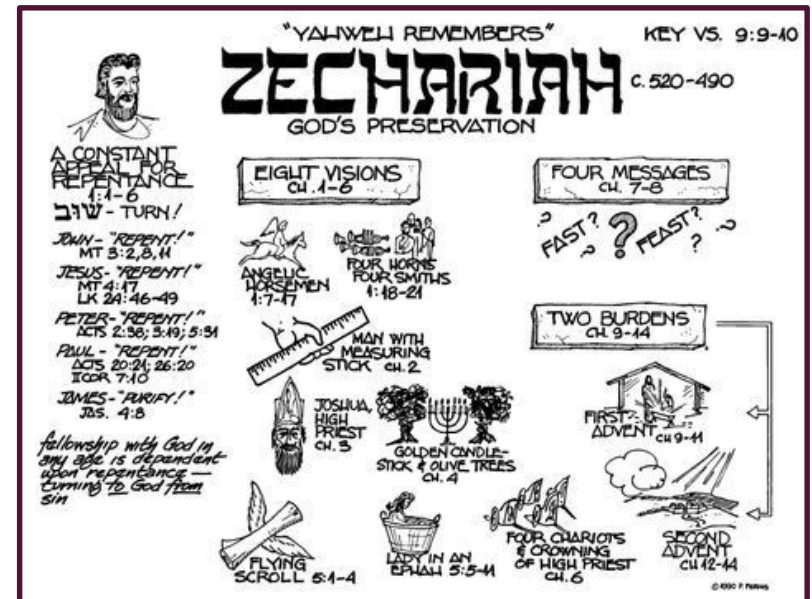 "YAHWEH REMEMBERS"
KEY VS. 9:9-10
ZECHARIAH
C. 520-490
GOD'S PRESERVATION
A CONSTANT
APPEAL FOR
REPENTANCE
1:1-6
שוב - TURN!
JOHN - "REPENT!"
MT 3:2,8,11
JESUS - "REPENT!"
MT 4:17
LK 24:46-49
PETER - "REPENT!"
ACTS 2:38; 3:19; 5:31
PAUL - "REPENT!"
ACTS 20:21; 26:20
II COR 7:10
JAMES - "PURIFY!"
JAS. 4:8
fellowship with God in
any age is dependent
upon repentance —
turning to God from
sin
EIGHT VISIONS
CH. 1-6
ANGELIC
HORSEMEN
1:7-17
FOUR HORNS
FOUR SMITHS
1:18-21
MAN WITH
MEASURING
STICK CH. 2
JOSHUA,
HIGH
PRIEST
CH. 3
GOLDEN CANDLE-
STICK & OLIVE TREES
CH. 4
FLYING
SCROLL 5:1-4
LADY IN AN
EPHAH 5:5-11
FOUR CHARIOTS
& CROWNING
OF HIGH PRIEST
CH. 6
FOUR MESSAGES
CH. 7-8
? FAST? ? FEAST? ? ?
TWO BURDENS
CH. 9-14
FIRST
ADVENT CH 9-11
SECOND
ADVENT
CH 12-14